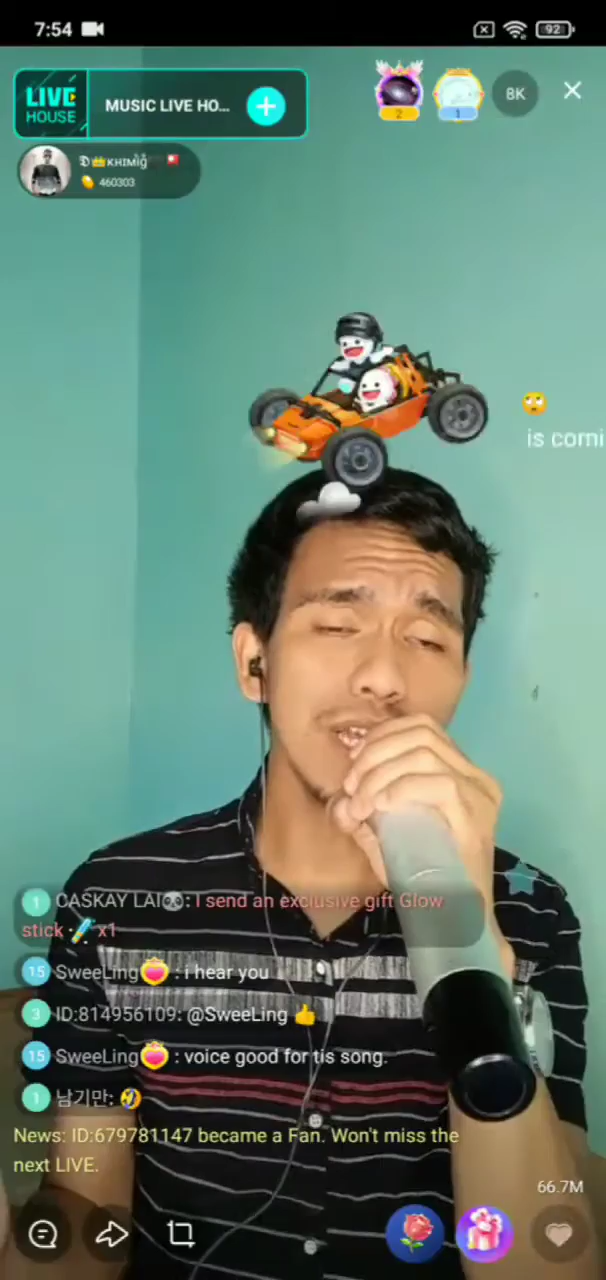 7:54
92
LIVE
HOUSE
MUSIC LIVE HO...
2
1
8K
460303
is comi
1 CASKAY LAI🐼: I send an exclusive gift Glow
stick x1
15 SweeLing : i hear you
3 ID:814956109: @SweeLing 👍
15 SweeLing : voice good for tis song.
1 남기만: 🤣
News: ID:679781147 became a Fan. Won't miss the
next LIVE.
66.7M